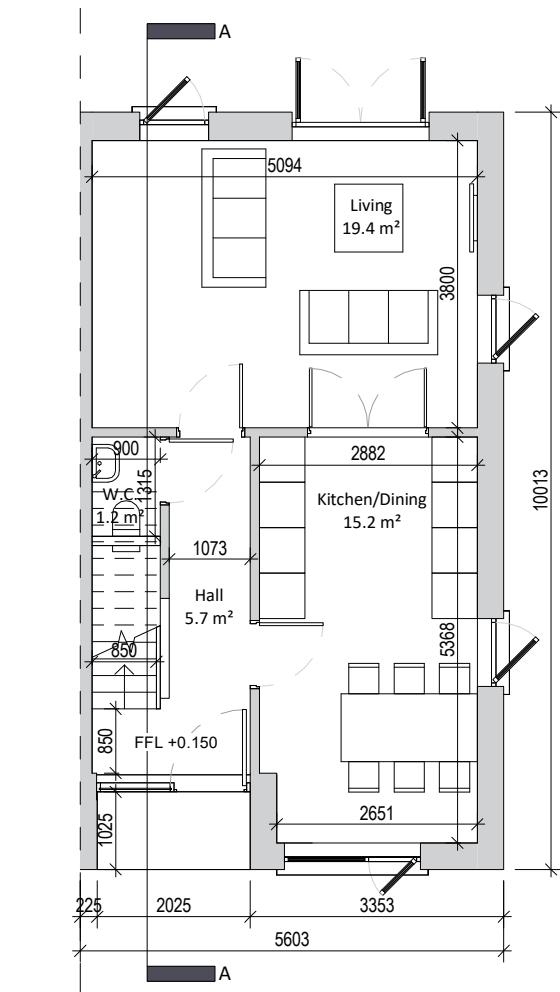 A
5094
Living
19.4 m²
3800
10013
900
2882
1315
W.C.
1.2 m²
Kitchen/Dining
15.2 m²
1073
Hall
5.7 m²
5368
850
850
FFL +0.150
1025
2651
225
2025
3353
5603
A